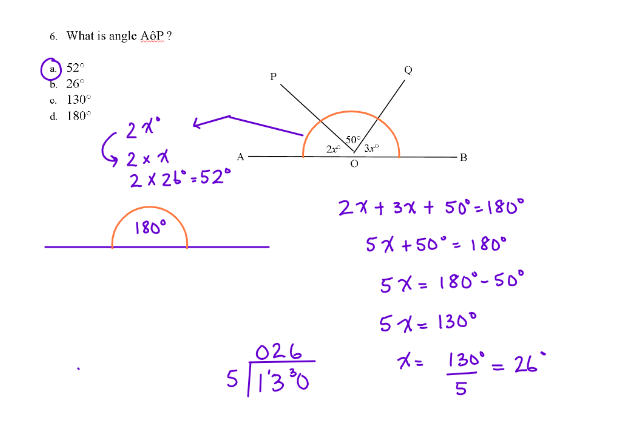 6. What is angle AôP ?
a. 52°
b. 26°
c. 130°
d. 180°
P
Q
50°
2x°
3x°
A
B
O
2x°
2 × x
2 × 26° = 52°
180°
2x + 3x + 50° = 180°
5x + 50° = 180°
5x = 180° - 50°
5x = 130°
x = 130°/5 = 26°
026
5 1¹3³0